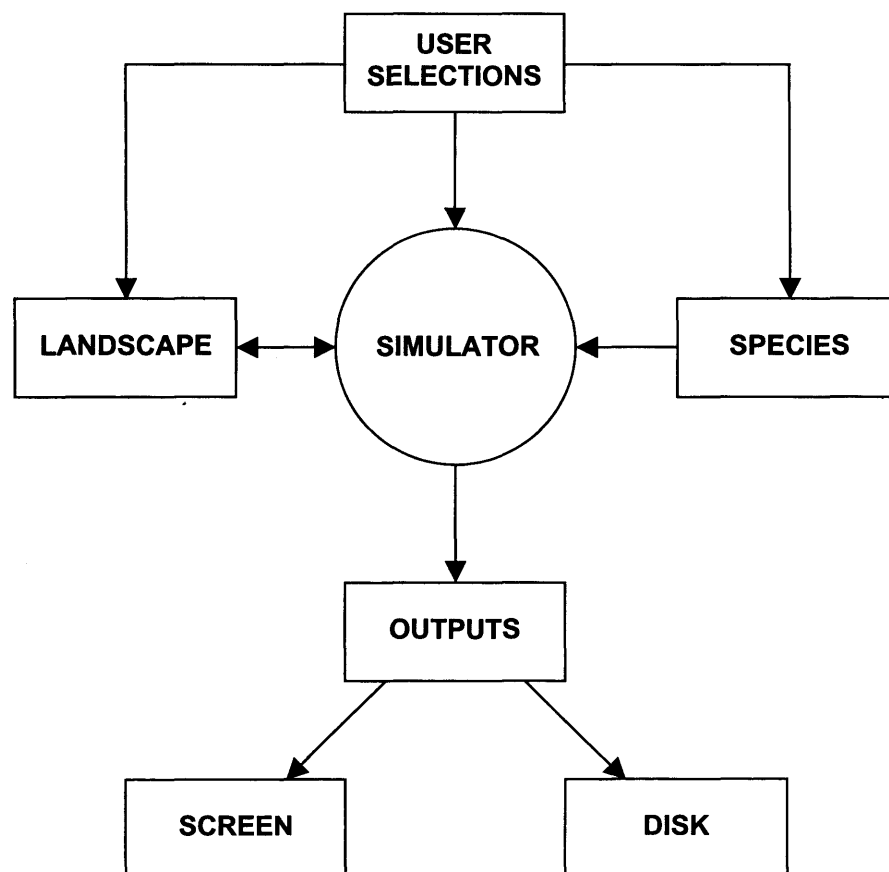 USER
SELECTIONS
LANDSCAPE
SIMULATOR
SPECIES
OUTPUTS
SCREEN
DISK